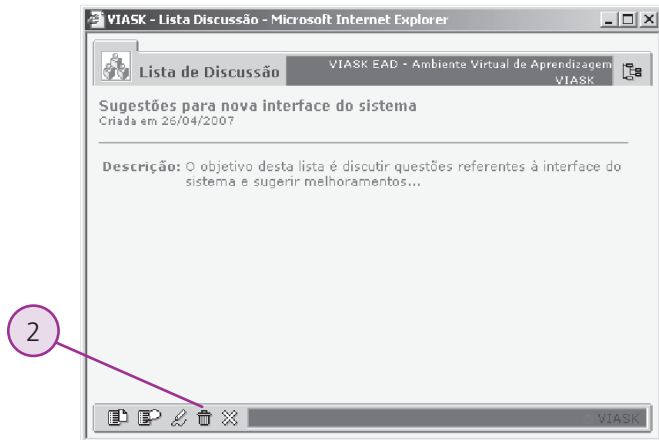 VIASK - Lista Discussão - Microsoft Internet Explorer
Lista de Discussão
VIASK EAD - Ambiente Virtual de Aprendizagem
VIASK
Sugestões para nova interface do sistema
Criada em 26/04/2007
Descrição: O objetivo desta lista é discutir questões referentes à interface do
sistema e sugerir melhoramentos...
2
VIASK